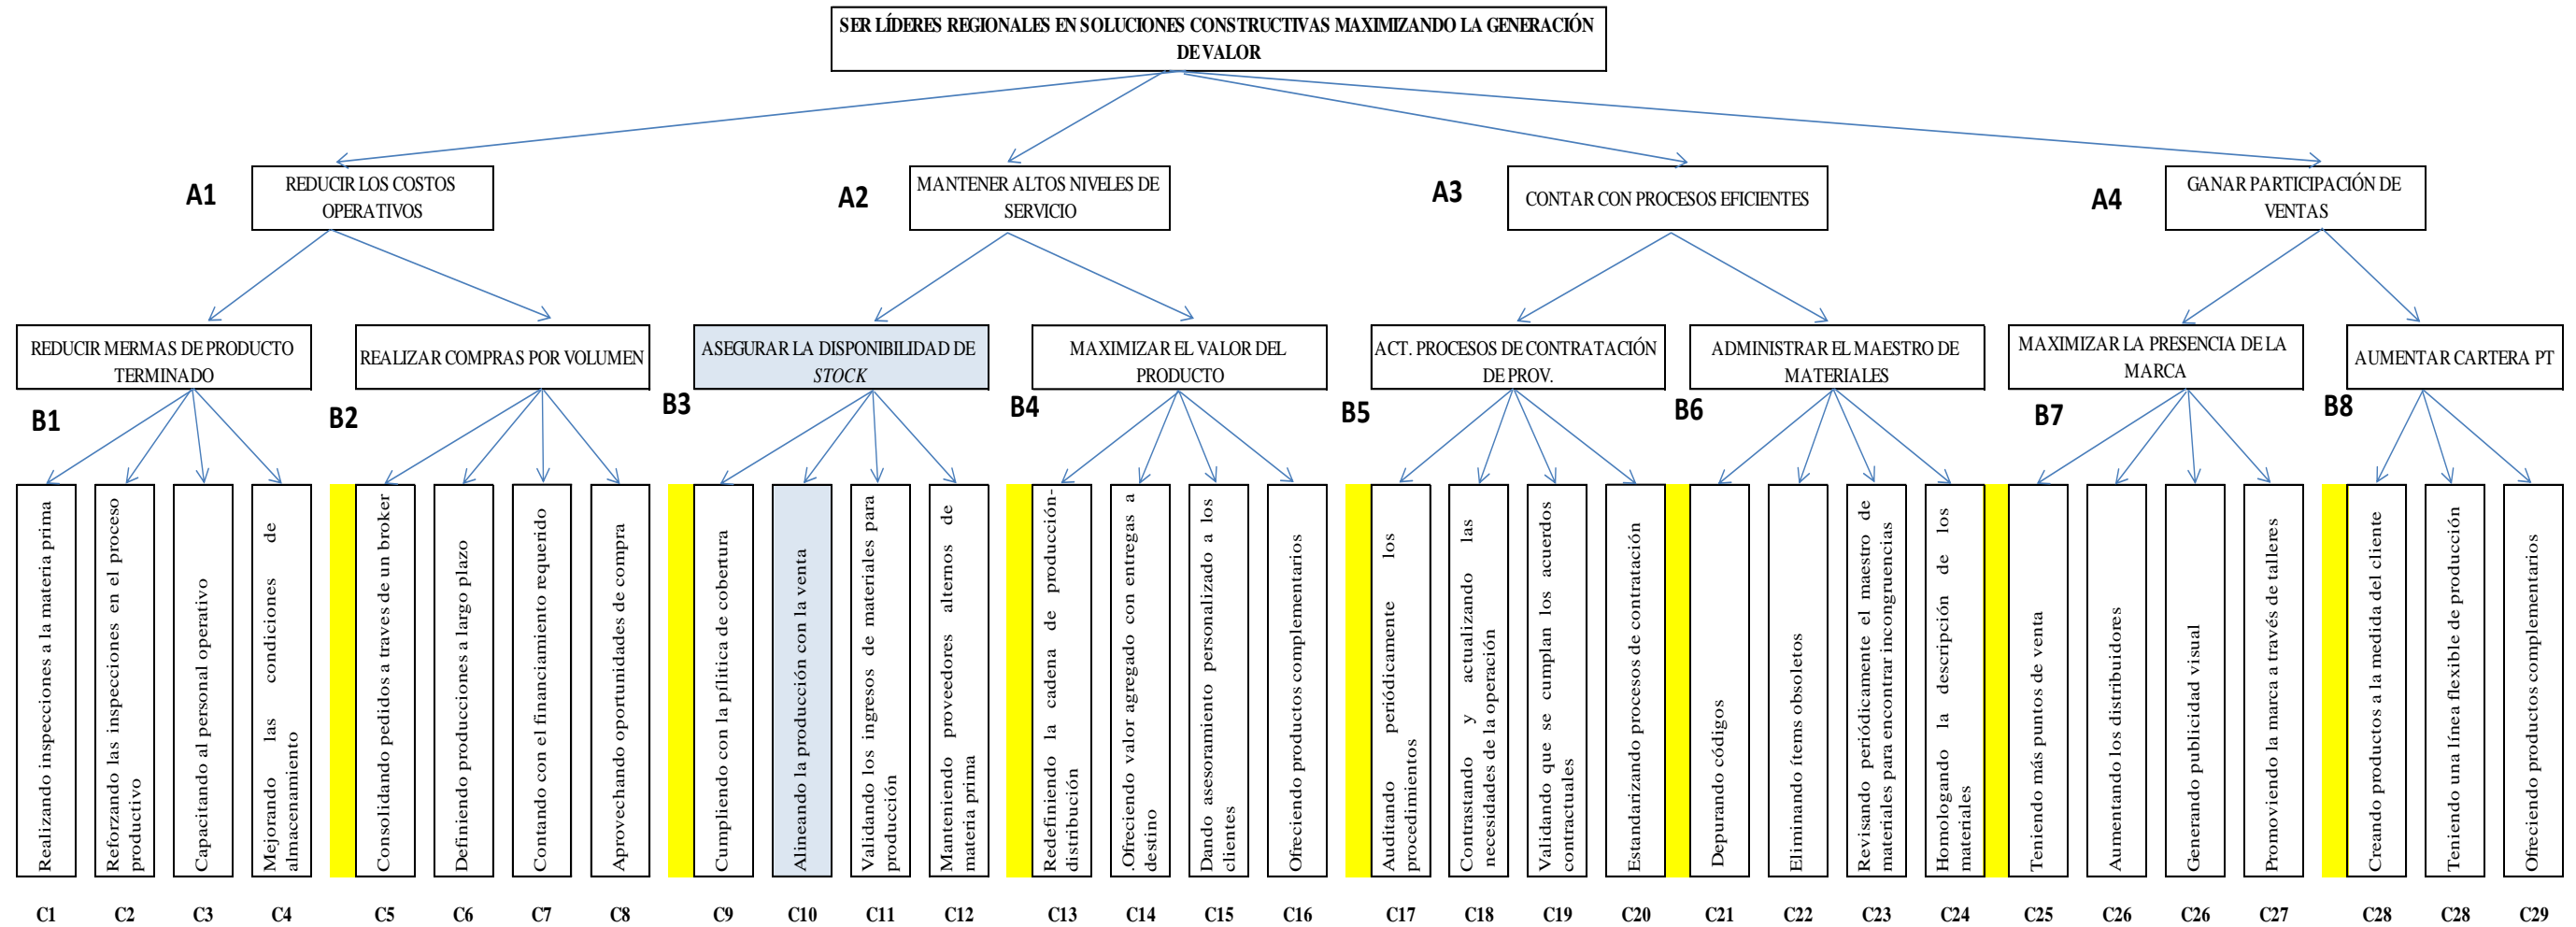 SER LÍDERES REGIONALES EN SOLUCIONES CONSTRUCTIVAS MAXIMIZANDO LA GENERACIÓN
DE VALOR
A1
REDUCIR LOS COSTOS
OPERATIVOS
A2
MANTENER ALTOS NIVELES DE
SERVICIO
A3
CONTAR CON PROCESOS EFICIENTES
A4
GANAR PARTICIPACIÓN DE
VENTAS
REDUCIR MERMAS DE PRODUCTO
TERMINADO
REALIZAR COMPRAS POR VOLUMEN
ASEGURAR LA DISPONIBILIDAD DE
STOCK
MAXIMIZAR EL VALOR DEL
PRODUCTO
ACT. PROCESOS DE CONTRATACIÓN
DE PROV.
ADMINISTRAR EL MAESTRO DE
MATERIALES
MAXIMIZAR LA PRESENCIA DE LA
MARCA
AUMENTAR CARTERA PT
B1
B2
B3
B4
B5
B6
B7
B8
Realizando inspecciones a la materia prima
Reforzando las inspecciones en el proceso
productivo
Capacitando al personal operativo
Mejorando las condiciones de
almacenamiento
Consolidando pedidos a traves de un broker
Definiendo producciones a largo plazo
Contando con el financiamiento requerido
Aprovechando oportunidades de compra
Cumpliendo con la pílitica de cobertura
Alineando la producción con la venta
Validando los ingresos de materiales para
producción
Manteniendo proveedores alternos de
materia prima
Redefiniendo la cadena de producción-
distribución
.Ofreciendo valor agregado con entregas a
destino
Dando asesoramiento personalizado a los
clientes
Ofreciendo productos complementarios
Auditando periódicamente los
procedimientos
Contrastando y actualizando las
necesidades de la operación
Validando que se cumplan los acuerdos
contractuales
Estandarizando procesos de contratación
Depurando códigos
Eliminando ítems obsoletos
Revisando periódicamente el maestro de
materiales para encontrar incongruencias
Homologando la descripción de los
materiales
Teniendo más puntos de venta
Aumentando los distribuidores
Generando publicidad visual
Promoviendo la marca a través de talleres
Creando productos a la medida del cliente
Teniendo una línea flexible de producción
Ofreciendo productos complementarios
C1
C2
C3
C4
C5
C6
C7
C8
C9
C10
C11
C12
C13
C14
C15
C16
C17
C18
C19
C20
C21
C22
C23
C24
C25
C26
C26
C27
C28
C28
C29